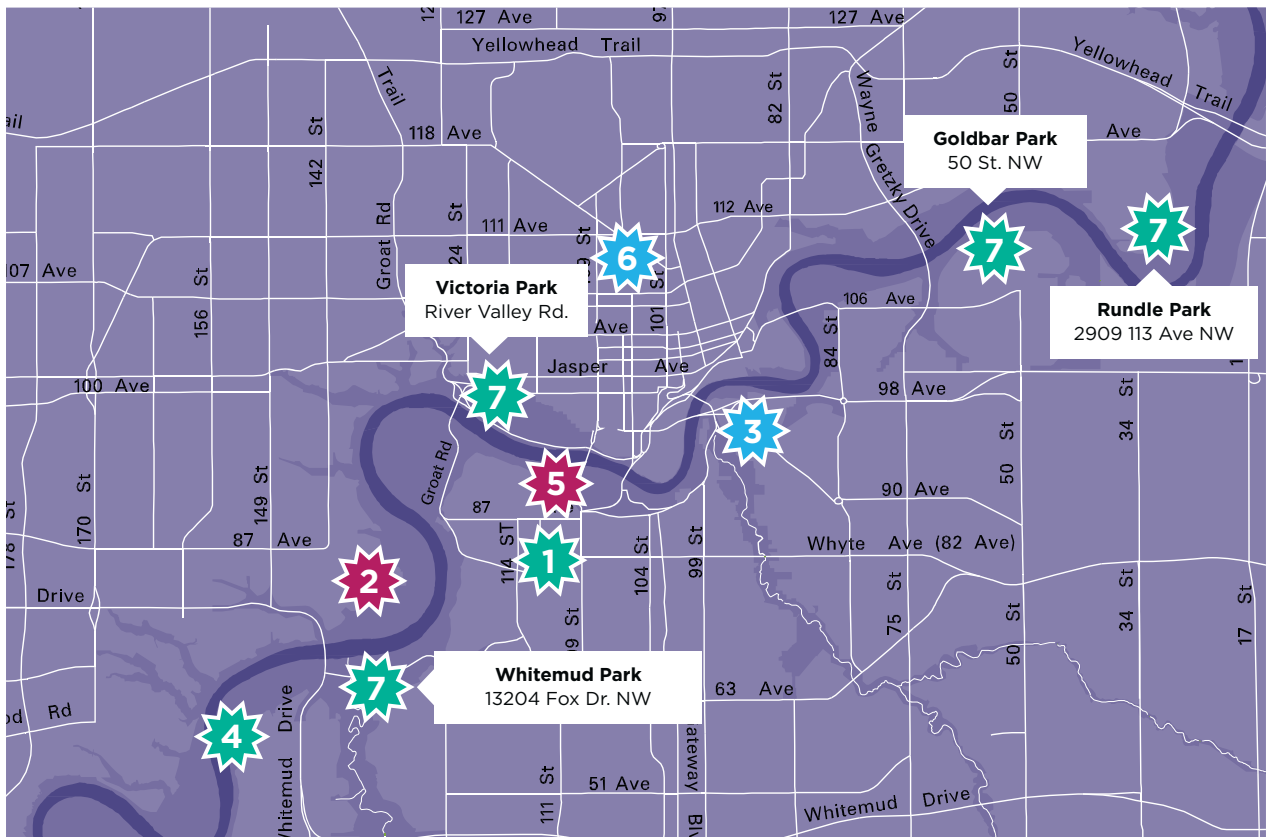 127 Ave
127 Ave
Yellowhead Trail
Yellowhead Trail
Trail
Wayne Gretzky Drive
82 St
50 St
118 Ave
Ave
142 St
Goldbar Park
50 St. NW
7
7
Rundle Park
2909 113 Ave NW
Groat Rd
St
111 Ave
112 Ave
6
101 St
156 St
Victoria Park
River Valley Rd.
7
Ave
106 Ave
84 St
Jasper Ave
100 Ave
98 Ave
34 St
3
Groat Rd
50 St
170 St
149 St
5
87
90 Ave
87 Ave
114 ST
1
104 St
99 St
Whyte Ave (82 Ave)
2
Drive
75 St
50 St
34 St
17 St
Whitemud Park
13204 Fox Dr. NW
7
63 Ave
Rd
4
Whitemud Drive
111 St
51 Ave
Whitemud Drive